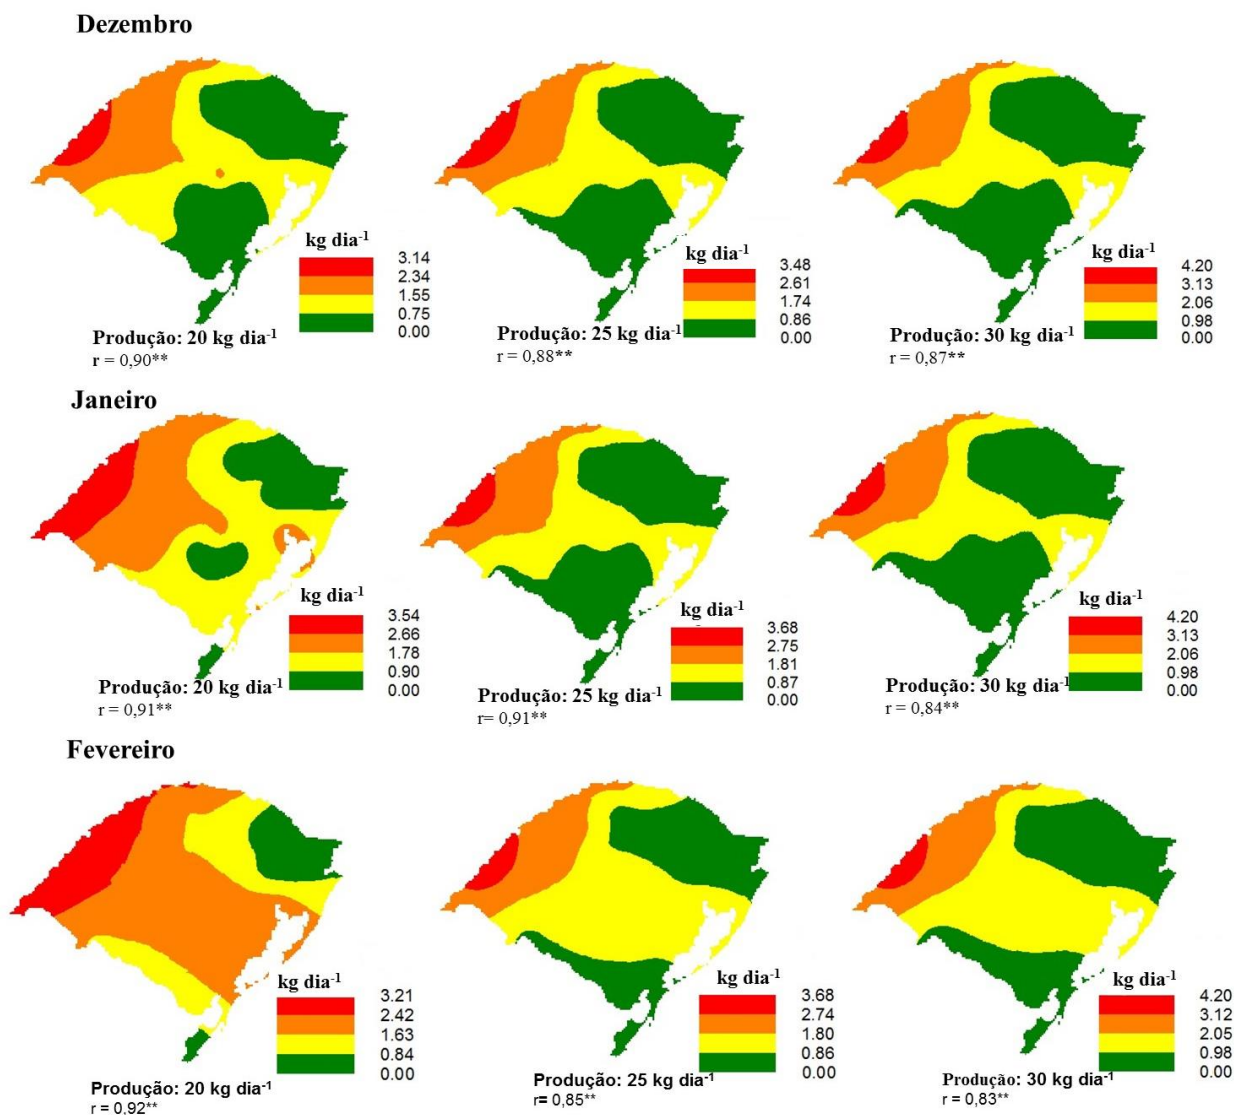 Dezembro
kg dia-1
3.14
2.34
1.55
0.75
0.00
Produção: 20 kg dia-1
r = 0,90**
kg dia-1
3.48
2.61
1.74
0.86
0.00
Produção: 25 kg dia-1
r = 0,88**
kg dia-1
4.20
3.13
2.06
0.98
0.00
Produção: 30 kg dia-1
r = 0,87**
Janeiro
kg dia-1
3.54
2.66
1.78
0.90
0.00
Produção: 20 kg dia-1
r = 0,91**
kg dia-1
3.68
2.75
1.81
0.87
0.00
Produção: 25 kg dia-1
r= 0,91**
kg dia-1
4.20
3.13
2.06
0.98
0.00
Produção: 30 kg dia-1
r = 0,84**
Fevereiro
kg dia-1
3.21
2.42
1.63
0.84
0.00
Produção: 20 kg dia-1
r = 0,92**
kg dia-1
3.68
2.74
1.80
0.86
0.00
Produção: 25 kg dia-1
r= 0,85**
kg dia-1
4.20
3.12
2.05
0.98
0.00
Produção: 30 kg dia-1
r = 0,83**